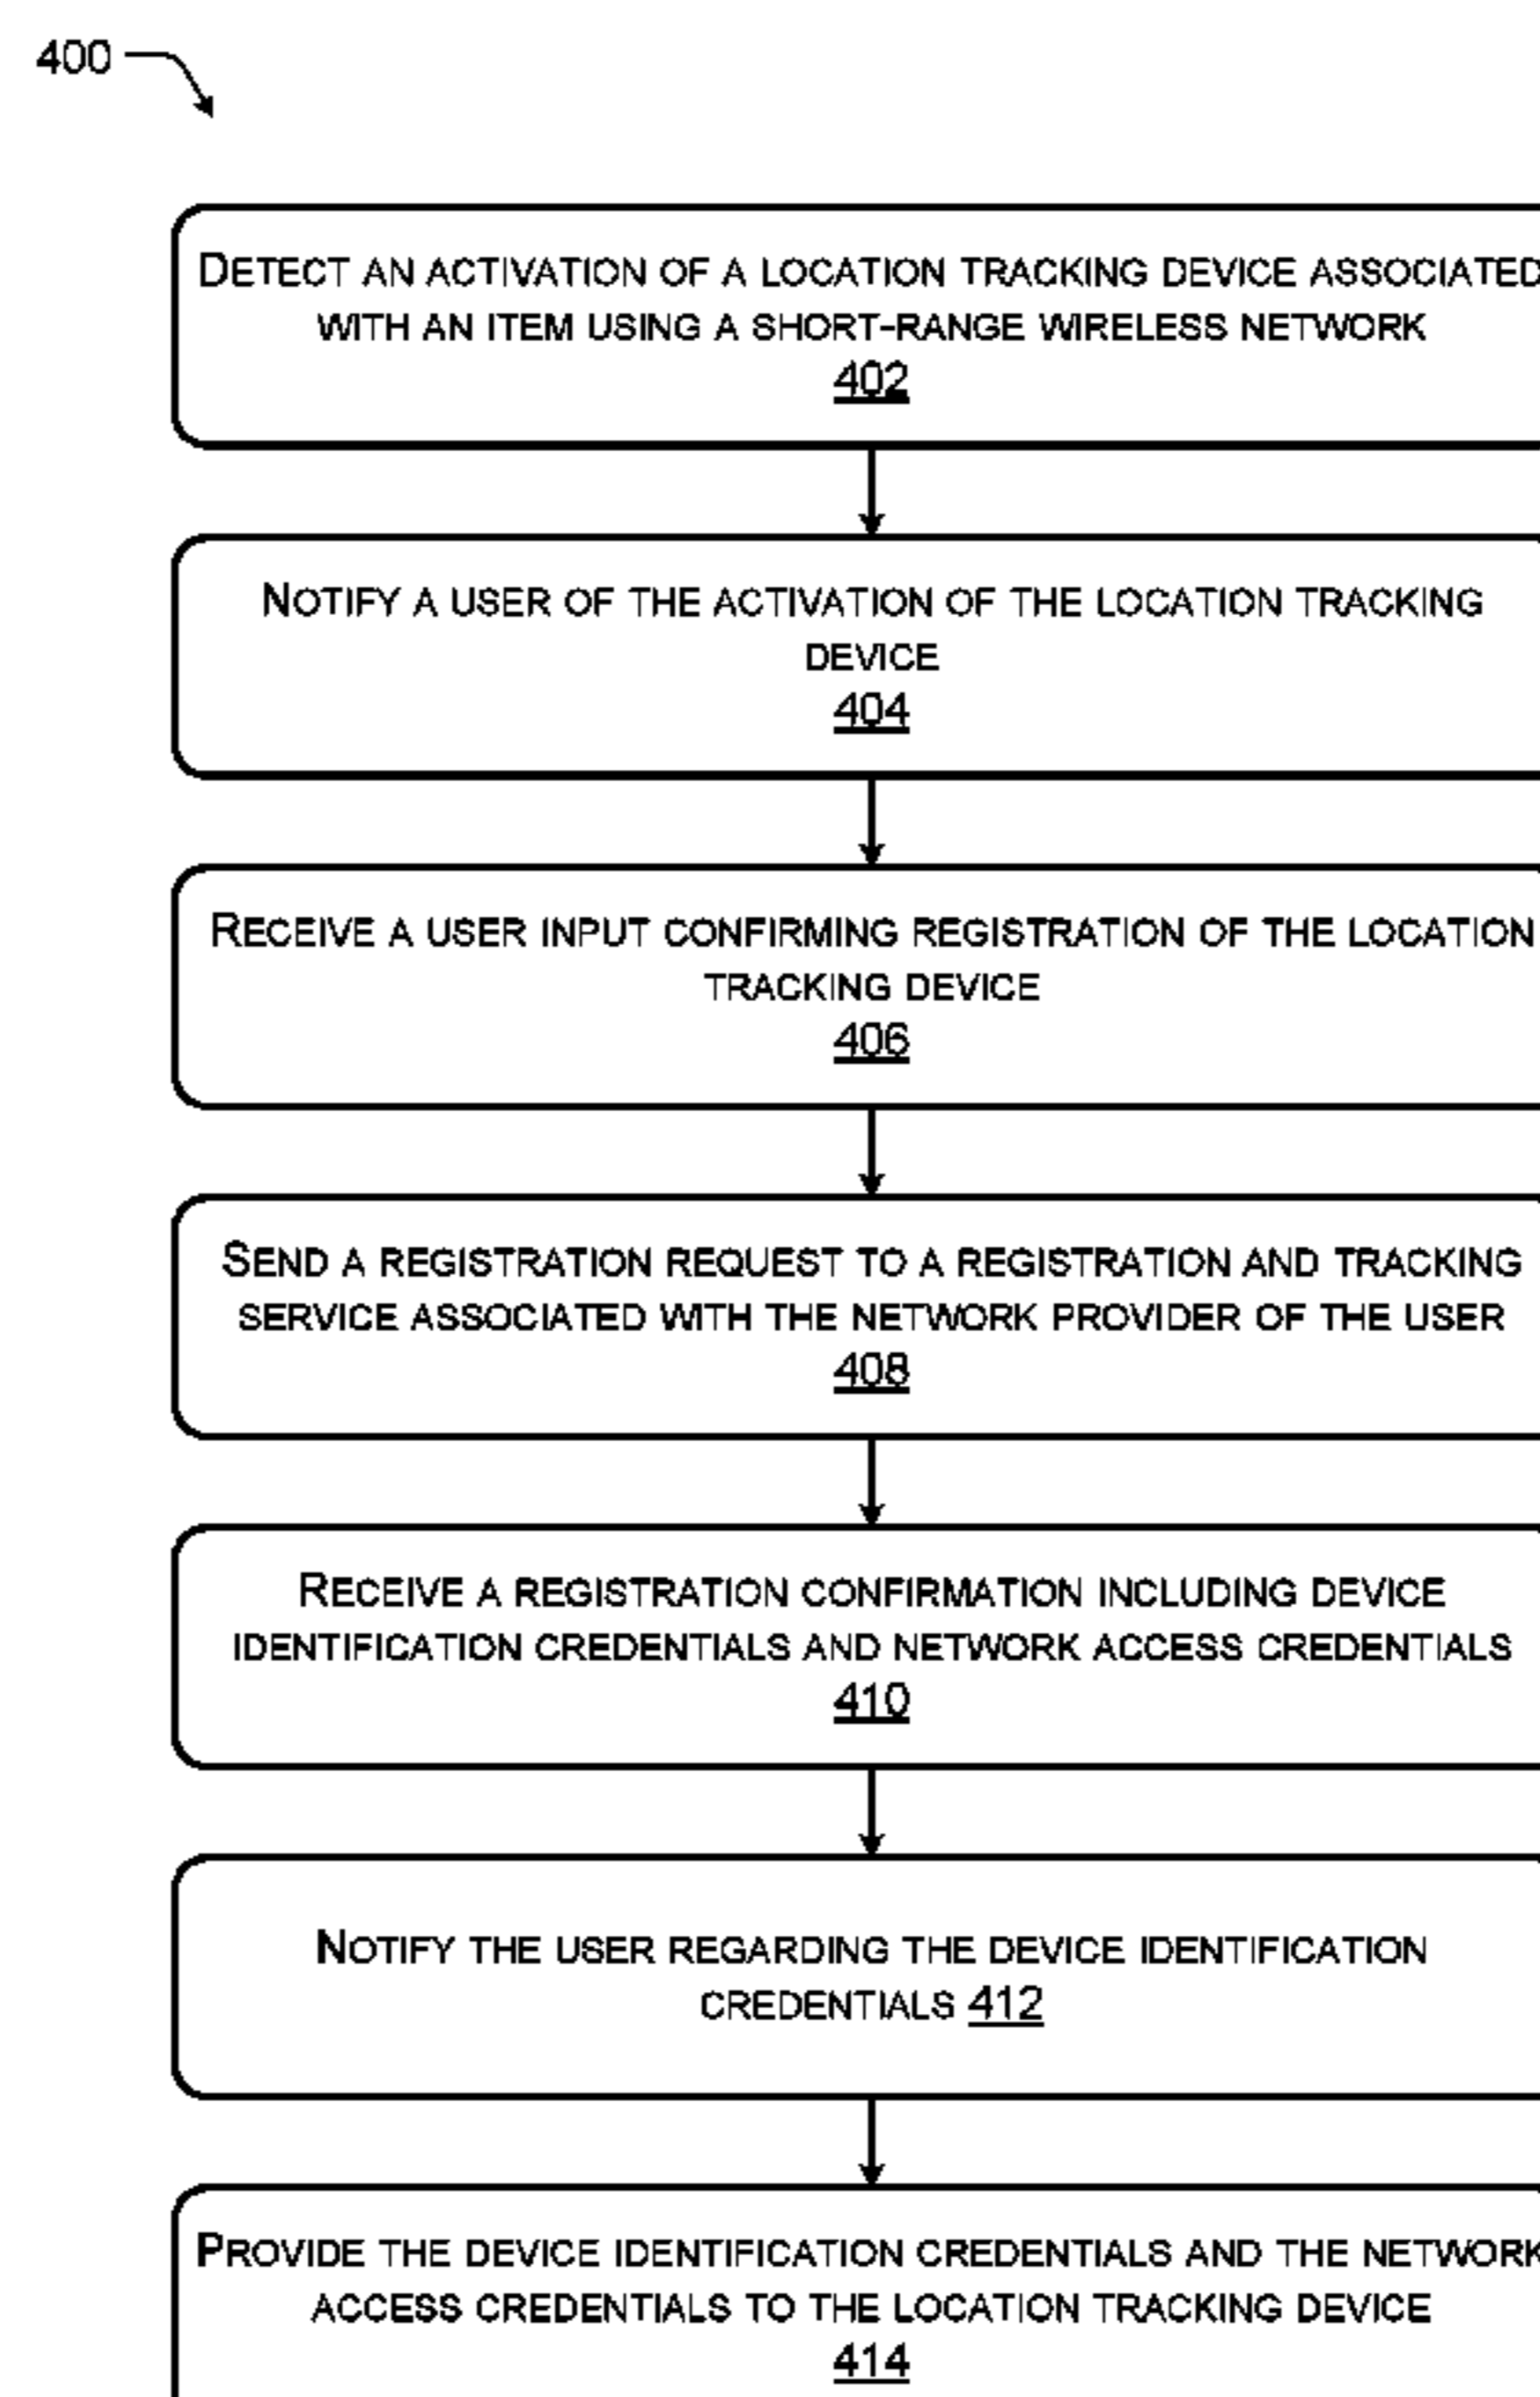 400
DETECT AN ACTIVATION OF A LOCATION TRACKING DEVICE ASSOCIATED
WITH AN ITEM USING A SHORT-RANGE WIRELESS NETWORK
402
NOTIFY A USER OF THE ACTIVATION OF THE LOCATION TRACKING
DEVICE
404
RECEIVE A USER INPUT CONFIRMING REGISTRATION OF THE LOCATION
TRACKING DEVICE
406
SEND A REGISTRATION REQUEST TO A REGISTRATION AND TRACKING
SERVICE ASSOCIATED WITH THE NETWORK PROVIDER OF THE USER
408
RECEIVE A REGISTRATION CONFIRMATION INCLUDING DEVICE
IDENTIFICATION CREDENTIALS AND NETWORK ACCESS CREDENTIALS
410
NOTIFY THE USER REGARDING THE DEVICE IDENTIFICATION
CREDENTIALS 412
PROVIDE THE DEVICE IDENTIFICATION CREDENTIALS AND THE NETWORK
ACCESS CREDENTIALS TO THE LOCATION TRACKING DEVICE
414